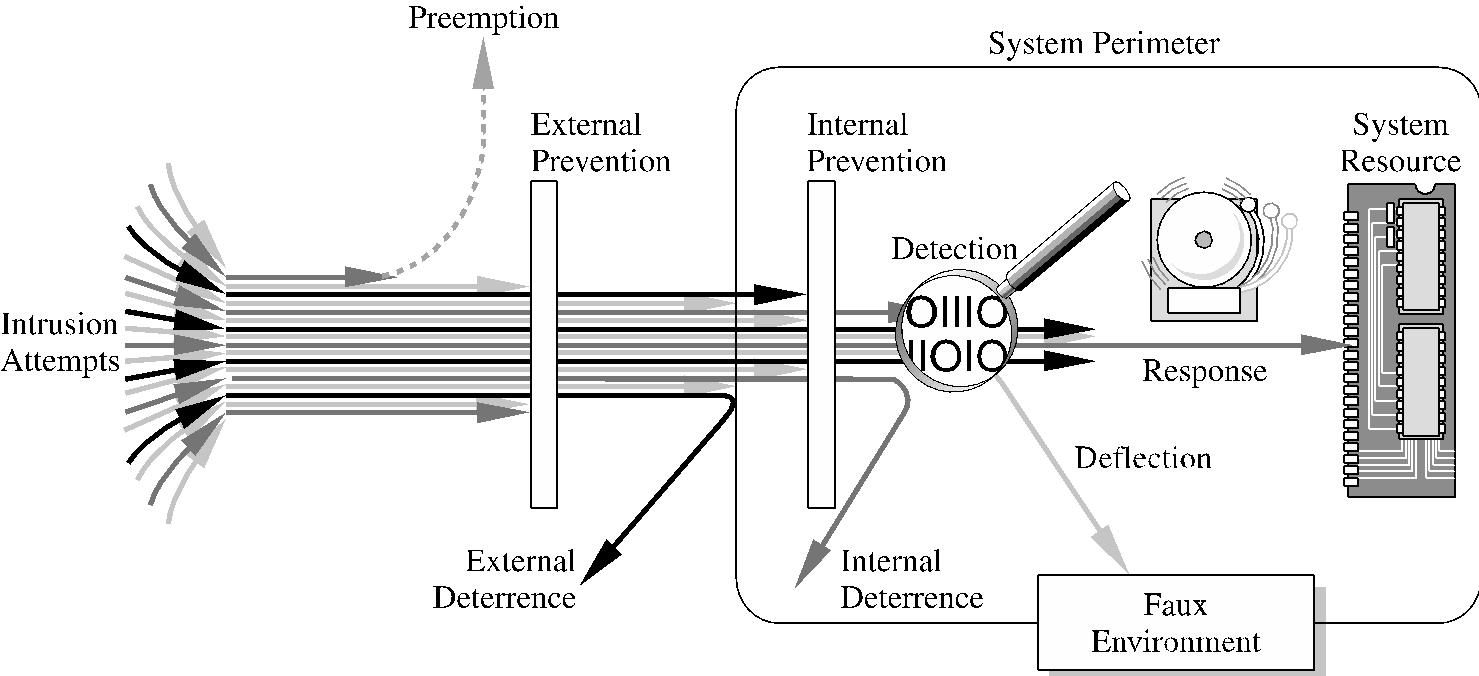 Preemption
System Perimeter
External
Prevention
Internal
Prevention
System
Resource
Detection
OIIIO
IIOIO
Intrusion
Attempts
Response
Deflection
External
Deterrence
Internal
Deterrence
Faux
Environment